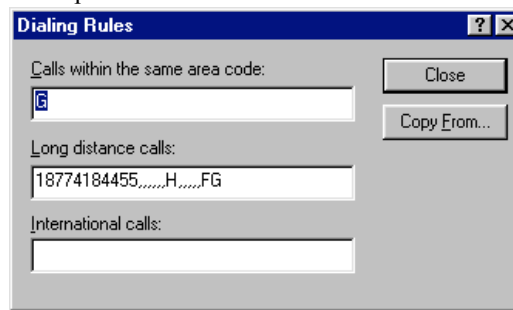 Dialing Rules
Calls within the same area code:
Close
G
Copy From...
Long distance calls:
18774184455,,,,,,H,,,,,FG
International calls: